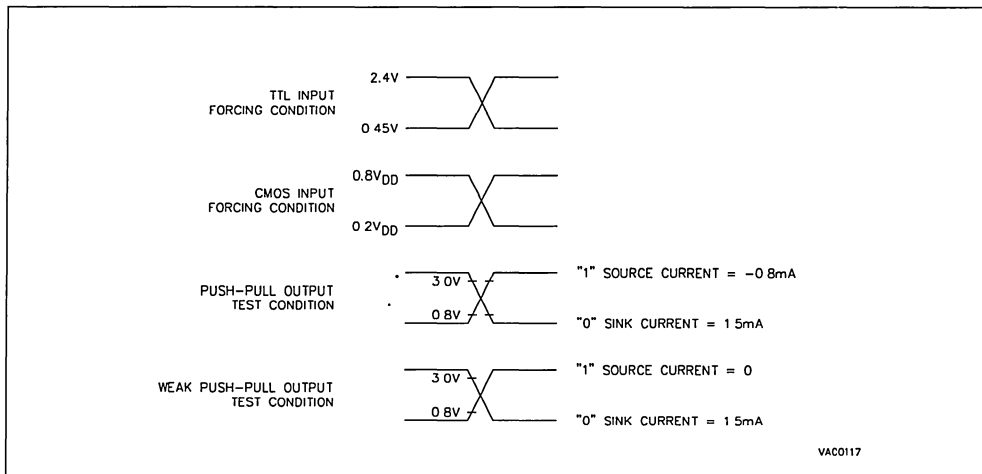 2.4V
TTL INPUT
FORCING CONDITION
0 45V
0.8VDD
CMOS INPUT
FORCING CONDITION
0 2VDD
"1" SOURCE CURRENT = -0 8mA
3 0V
PUSH-PULL OUTPUT
TEST CONDITION
0 8V
"0" SINK CURRENT = 1 5mA
"1" SOURCE CURRENT = 0
3 0V
WEAK PUSH-PULL OUTPUT
TEST CONDITION
0 8V
"0" SINK CURRENT = 1 5mA
VAC0117